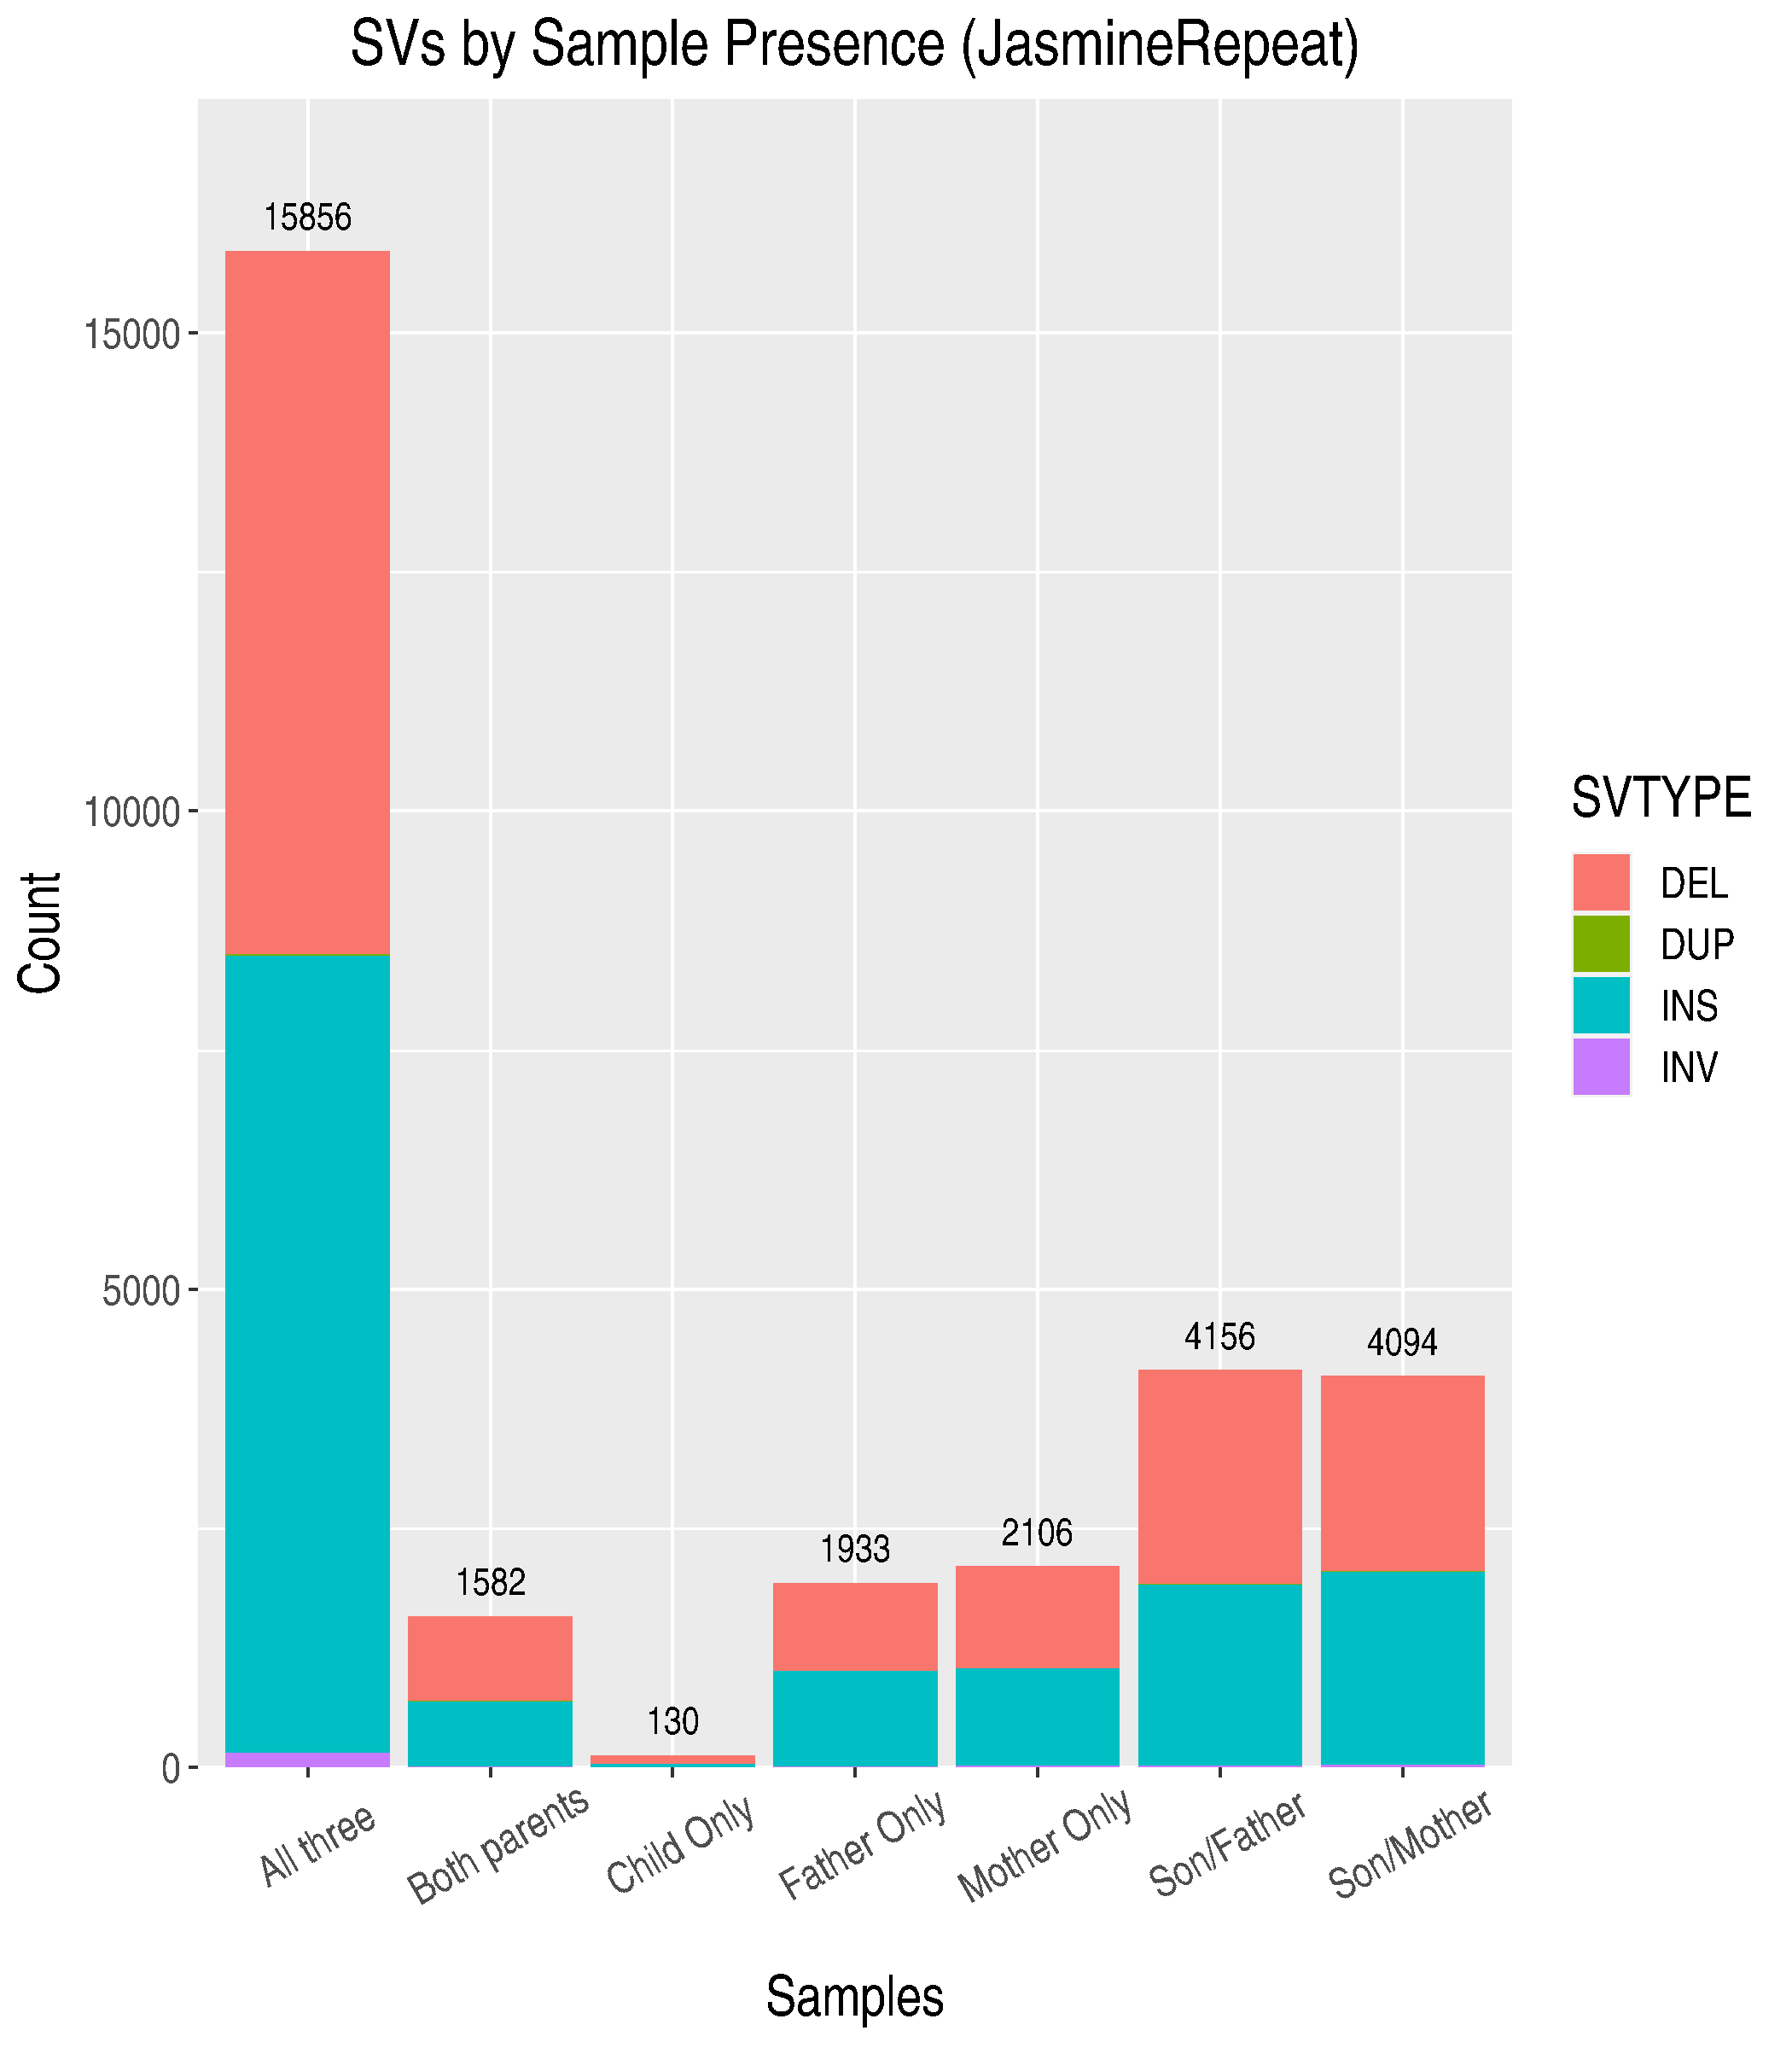 SVs by Sample Presence (JasmineRepeat)
15856
15000
10000
Count
5000
0
1582
130
1933
2106
4156
4094
All three
Both parents
Child Only
Father Only
Mother Only
Son/Father
Son/Mother
Samples
SVTYPE
DEL
DUP
INS
INV